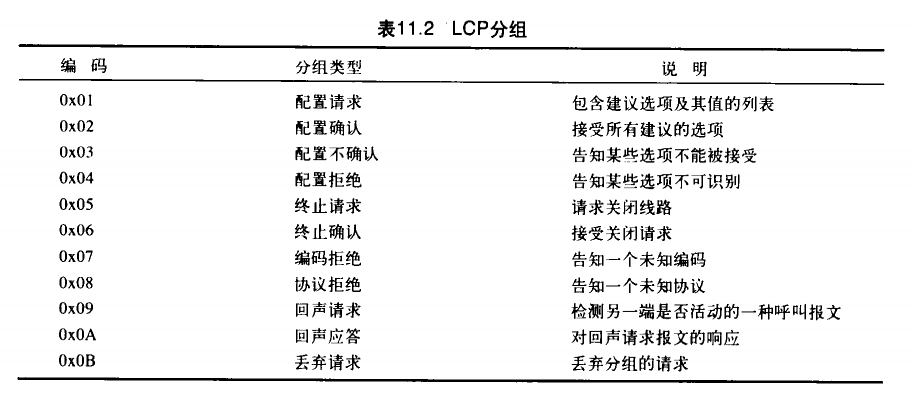 表11.2 LCP分组
编 码 分组类型 说 明
0x01 配置请求 包含建议选项及其值的列表
0x02 配置确认 接受所有建议的选项
0x03 配置不确认 告知某些选项不能被接受
0x04 配置拒绝 告知某些选项不可识别
0x05 终止请求 请求关闭线路
0x06 终止确认 接受关闭请求
0x07 编码拒绝 告知一个未知编码
0x08 协议拒绝 告知一个未知协议
0x09 回声请求 检测另一端是否活动的一种呼叫报文
0x0A 回声应答 对回声请求报文的响应
0x0B 丢弃请求 丢弃分组的请求